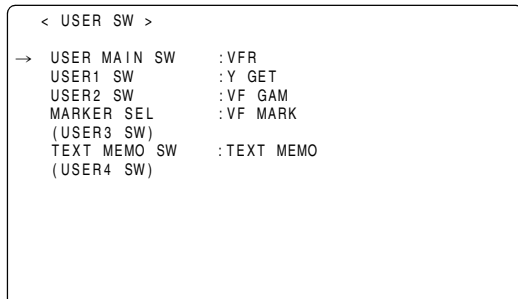 < USER SW >
→ USER MAIN SW :VFR
USER1 SW :Y GET
USER2 SW :VF GAM
MARKER SEL :VF MARK
(USER3 SW)
TEXT MEMO SW :TEXT MEMO
(USER4 SW)